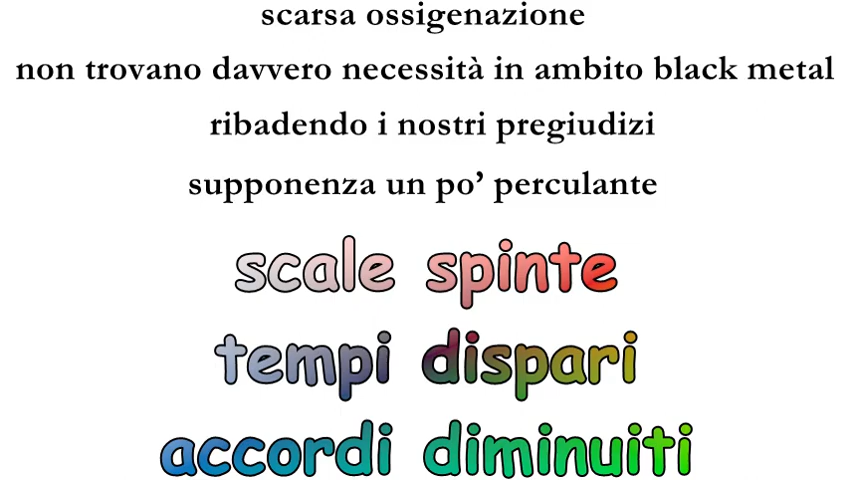 scarsa ossigenazione
non trovano davvero necessità in ambito black metal
ribadendo i nostri pregiudizi
supponenza un po’ perculante
scale spinte
tempi dispari
accordi diminuiti